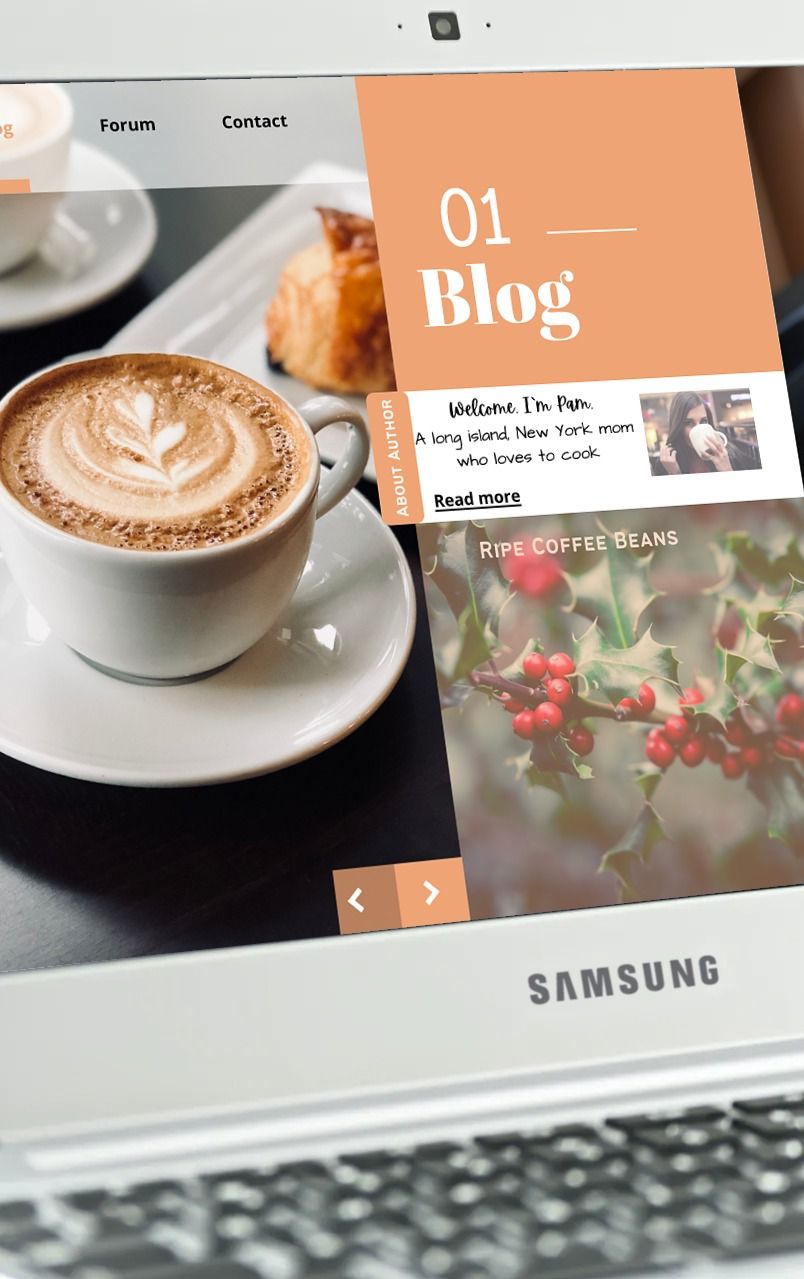 Forum
Contact
01
Blog
ABOUT AUTHOR
Welcome. I`m Pam.
A long island, New York mom
who loves to cook
Read more
RIPE COFFEE BEANS
SAMSUNG